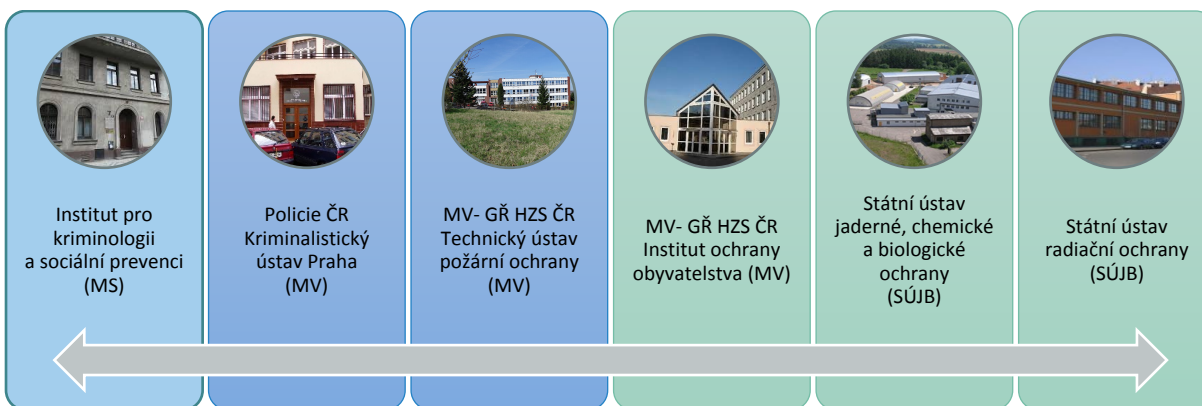 Institut pro
kriminologii
a sociální prevenci
(MS)
Policie ČR
Kriminalistický
ústav Praha
(MV)
MV- GŘ HZS ČR
Technický ústav
požární ochrany
(MV)
MV- GŘ HZS ČR
Institut ochrany
obyvatelstva (MV)
Státní ústav
jaderné, chemické
a biologické
ochrany
(SÚJB)
Státní ústav
radiační ochrany
(SÚJB)